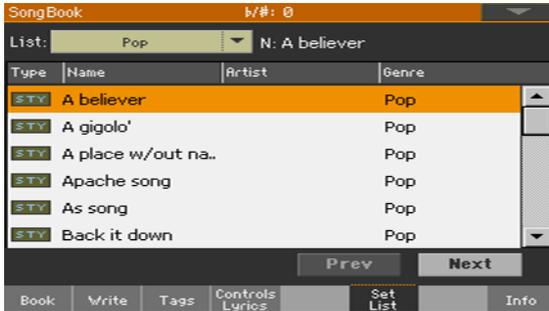 SongBook ♭/#: 0
List: Pop N: A believer
Type Name Artist Genre
STY A believer Pop
STY A gigolo' Pop
STY A place w/out na.. Pop
STY Apache song Pop
STY As song Pop
STY Back it down Pop
Prev Next
Book Write Tags Controls Lyrics Set List Info